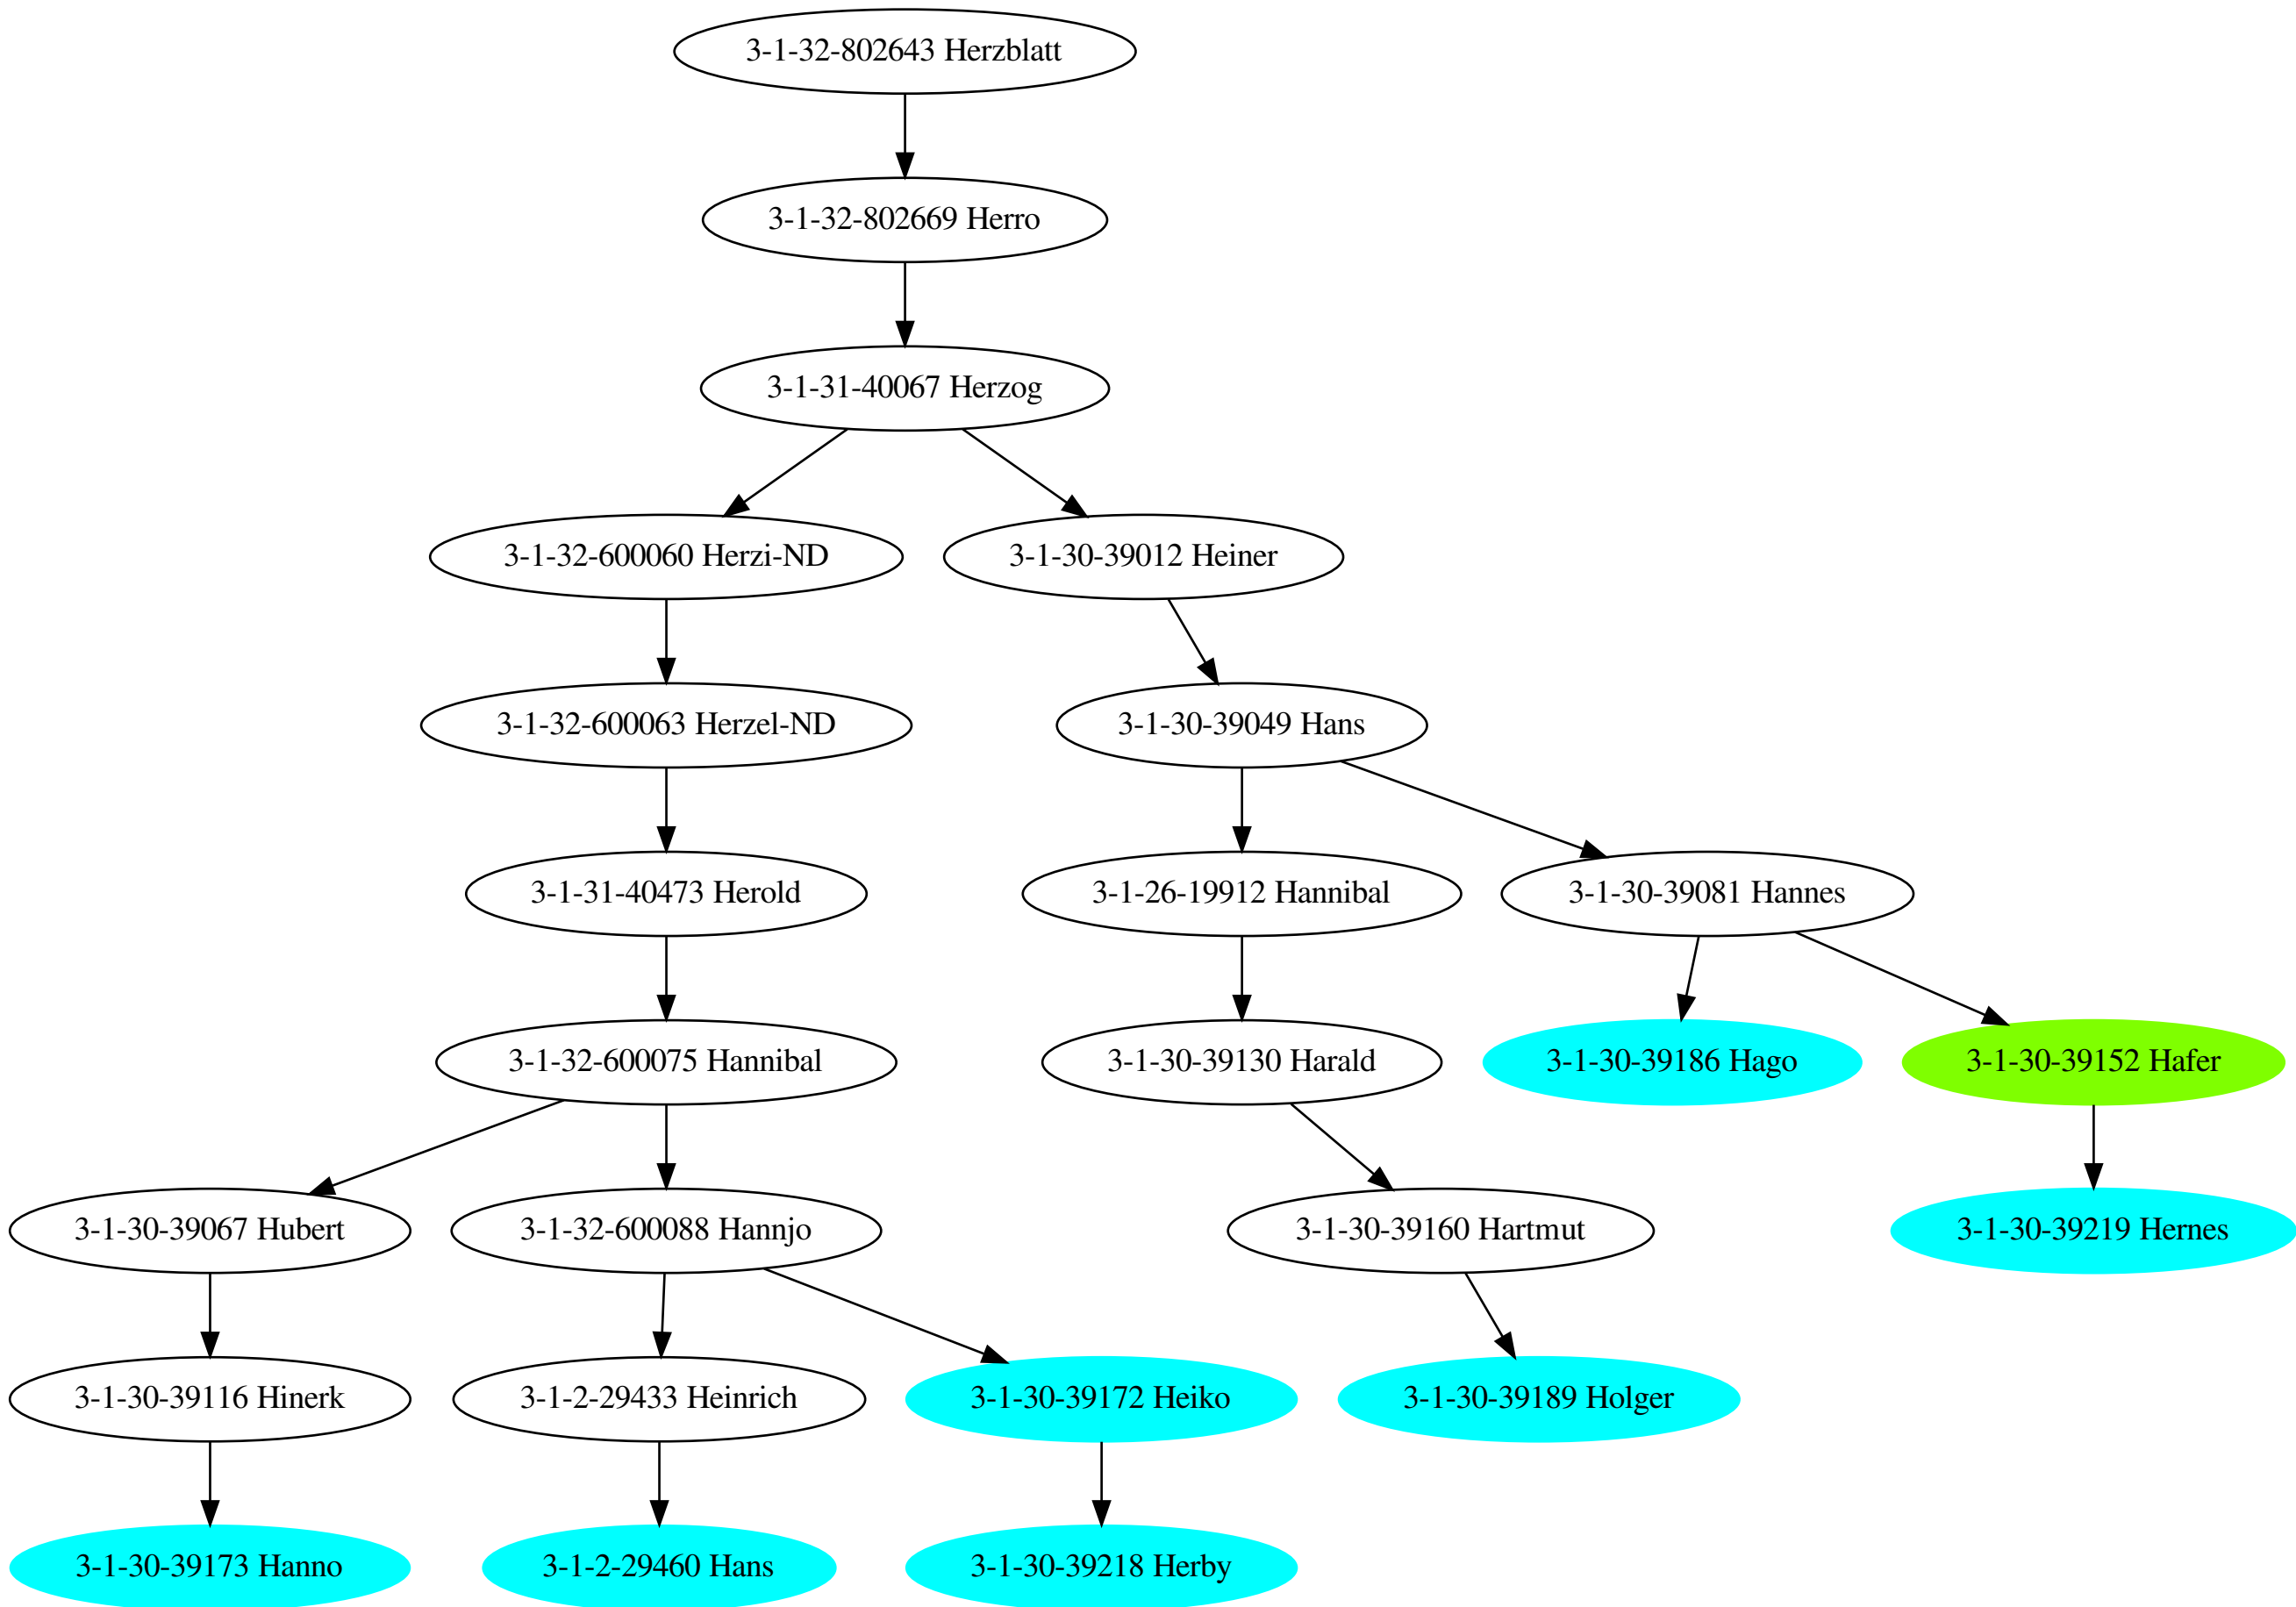 3-1-32-802643 Herzblatt
3-1-32-802669 Herro
3-1-31-40067 Herzog
3-1-32-600060 Herzi-ND
3-1-30-39012 Heiner
3-1-32-600063 Herzel-ND
3-1-30-39049 Hans
3-1-31-40473 Herold
3-1-26-19912 Hannibal
3-1-30-39081 Hannes
3-1-32-600075 Hannibal
3-1-30-39130 Harald
3-1-30-39186 Hago
3-1-30-39152 Hafer
3-1-30-39067 Hubert
3-1-32-600088 Hannjo
3-1-30-39160 Hartmut
3-1-30-39219 Hernes
3-1-30-39116 Hinerk
3-1-2-29433 Heinrich
3-1-30-39172 Heiko
3-1-30-39189 Holger
3-1-30-39173 Hanno
3-1-2-29460 Hans
3-1-30-39218 Herby